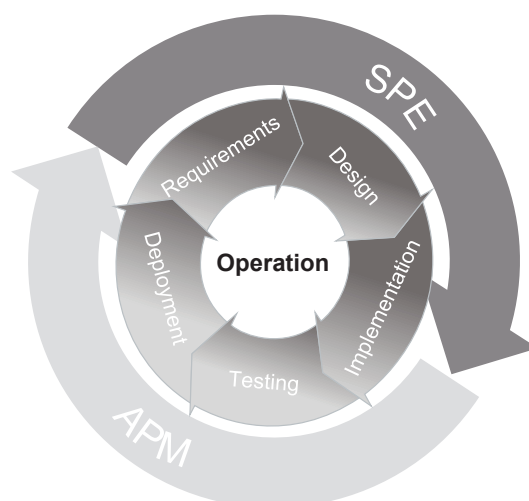 SPE
Requirements
Design
Operation
Deployment
Implementation
Testing
APM